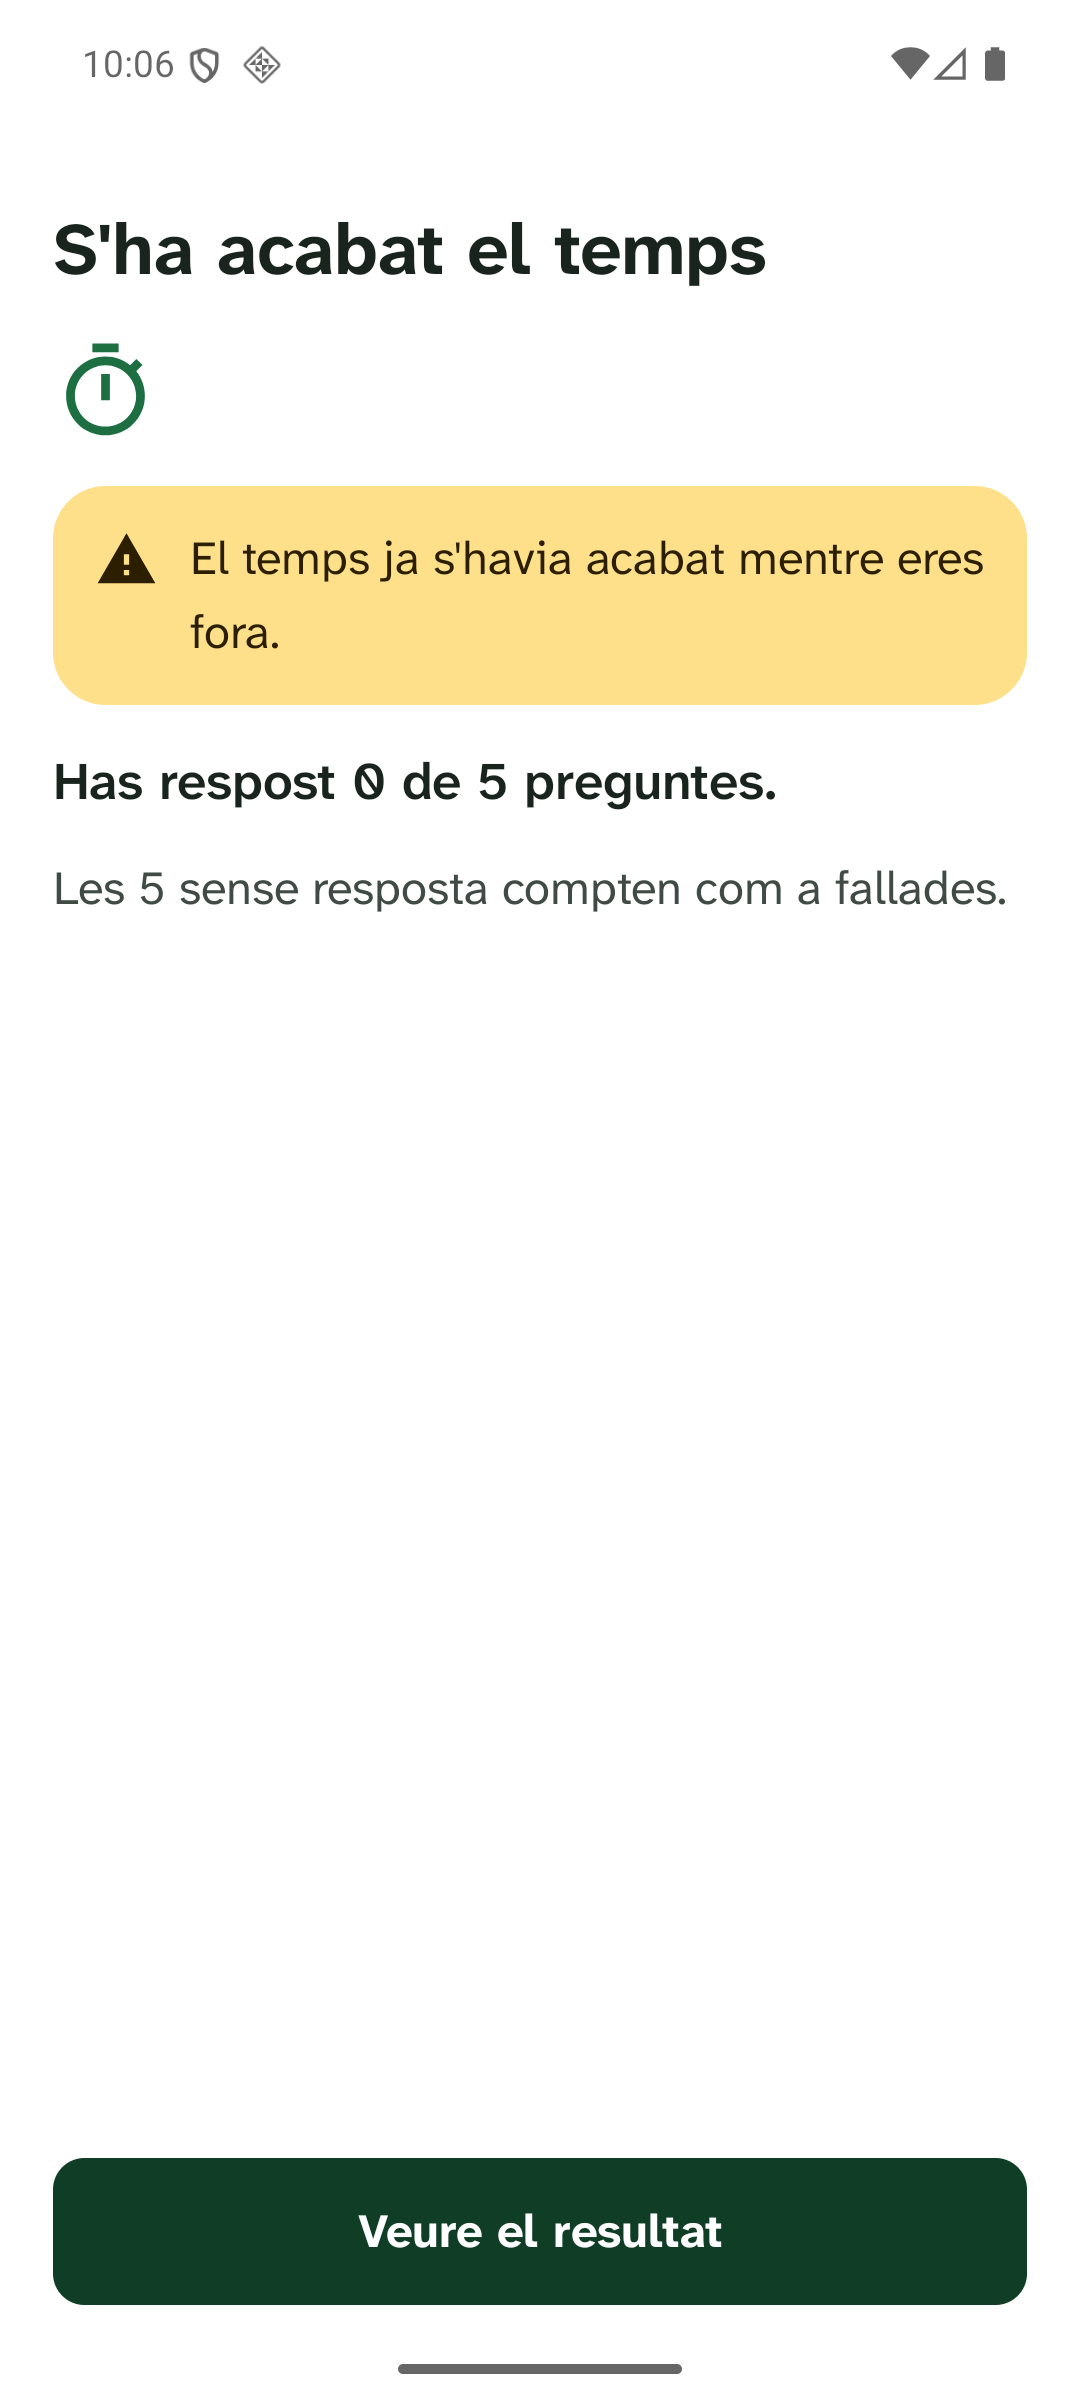 10:06
S'ha acabat el temps
El temps ja s'havia acabat mentre eres
fora.
Has respost 0 de 5 preguntes.
Les 5 sense resposta compten com a fallades.
Veure el resultat